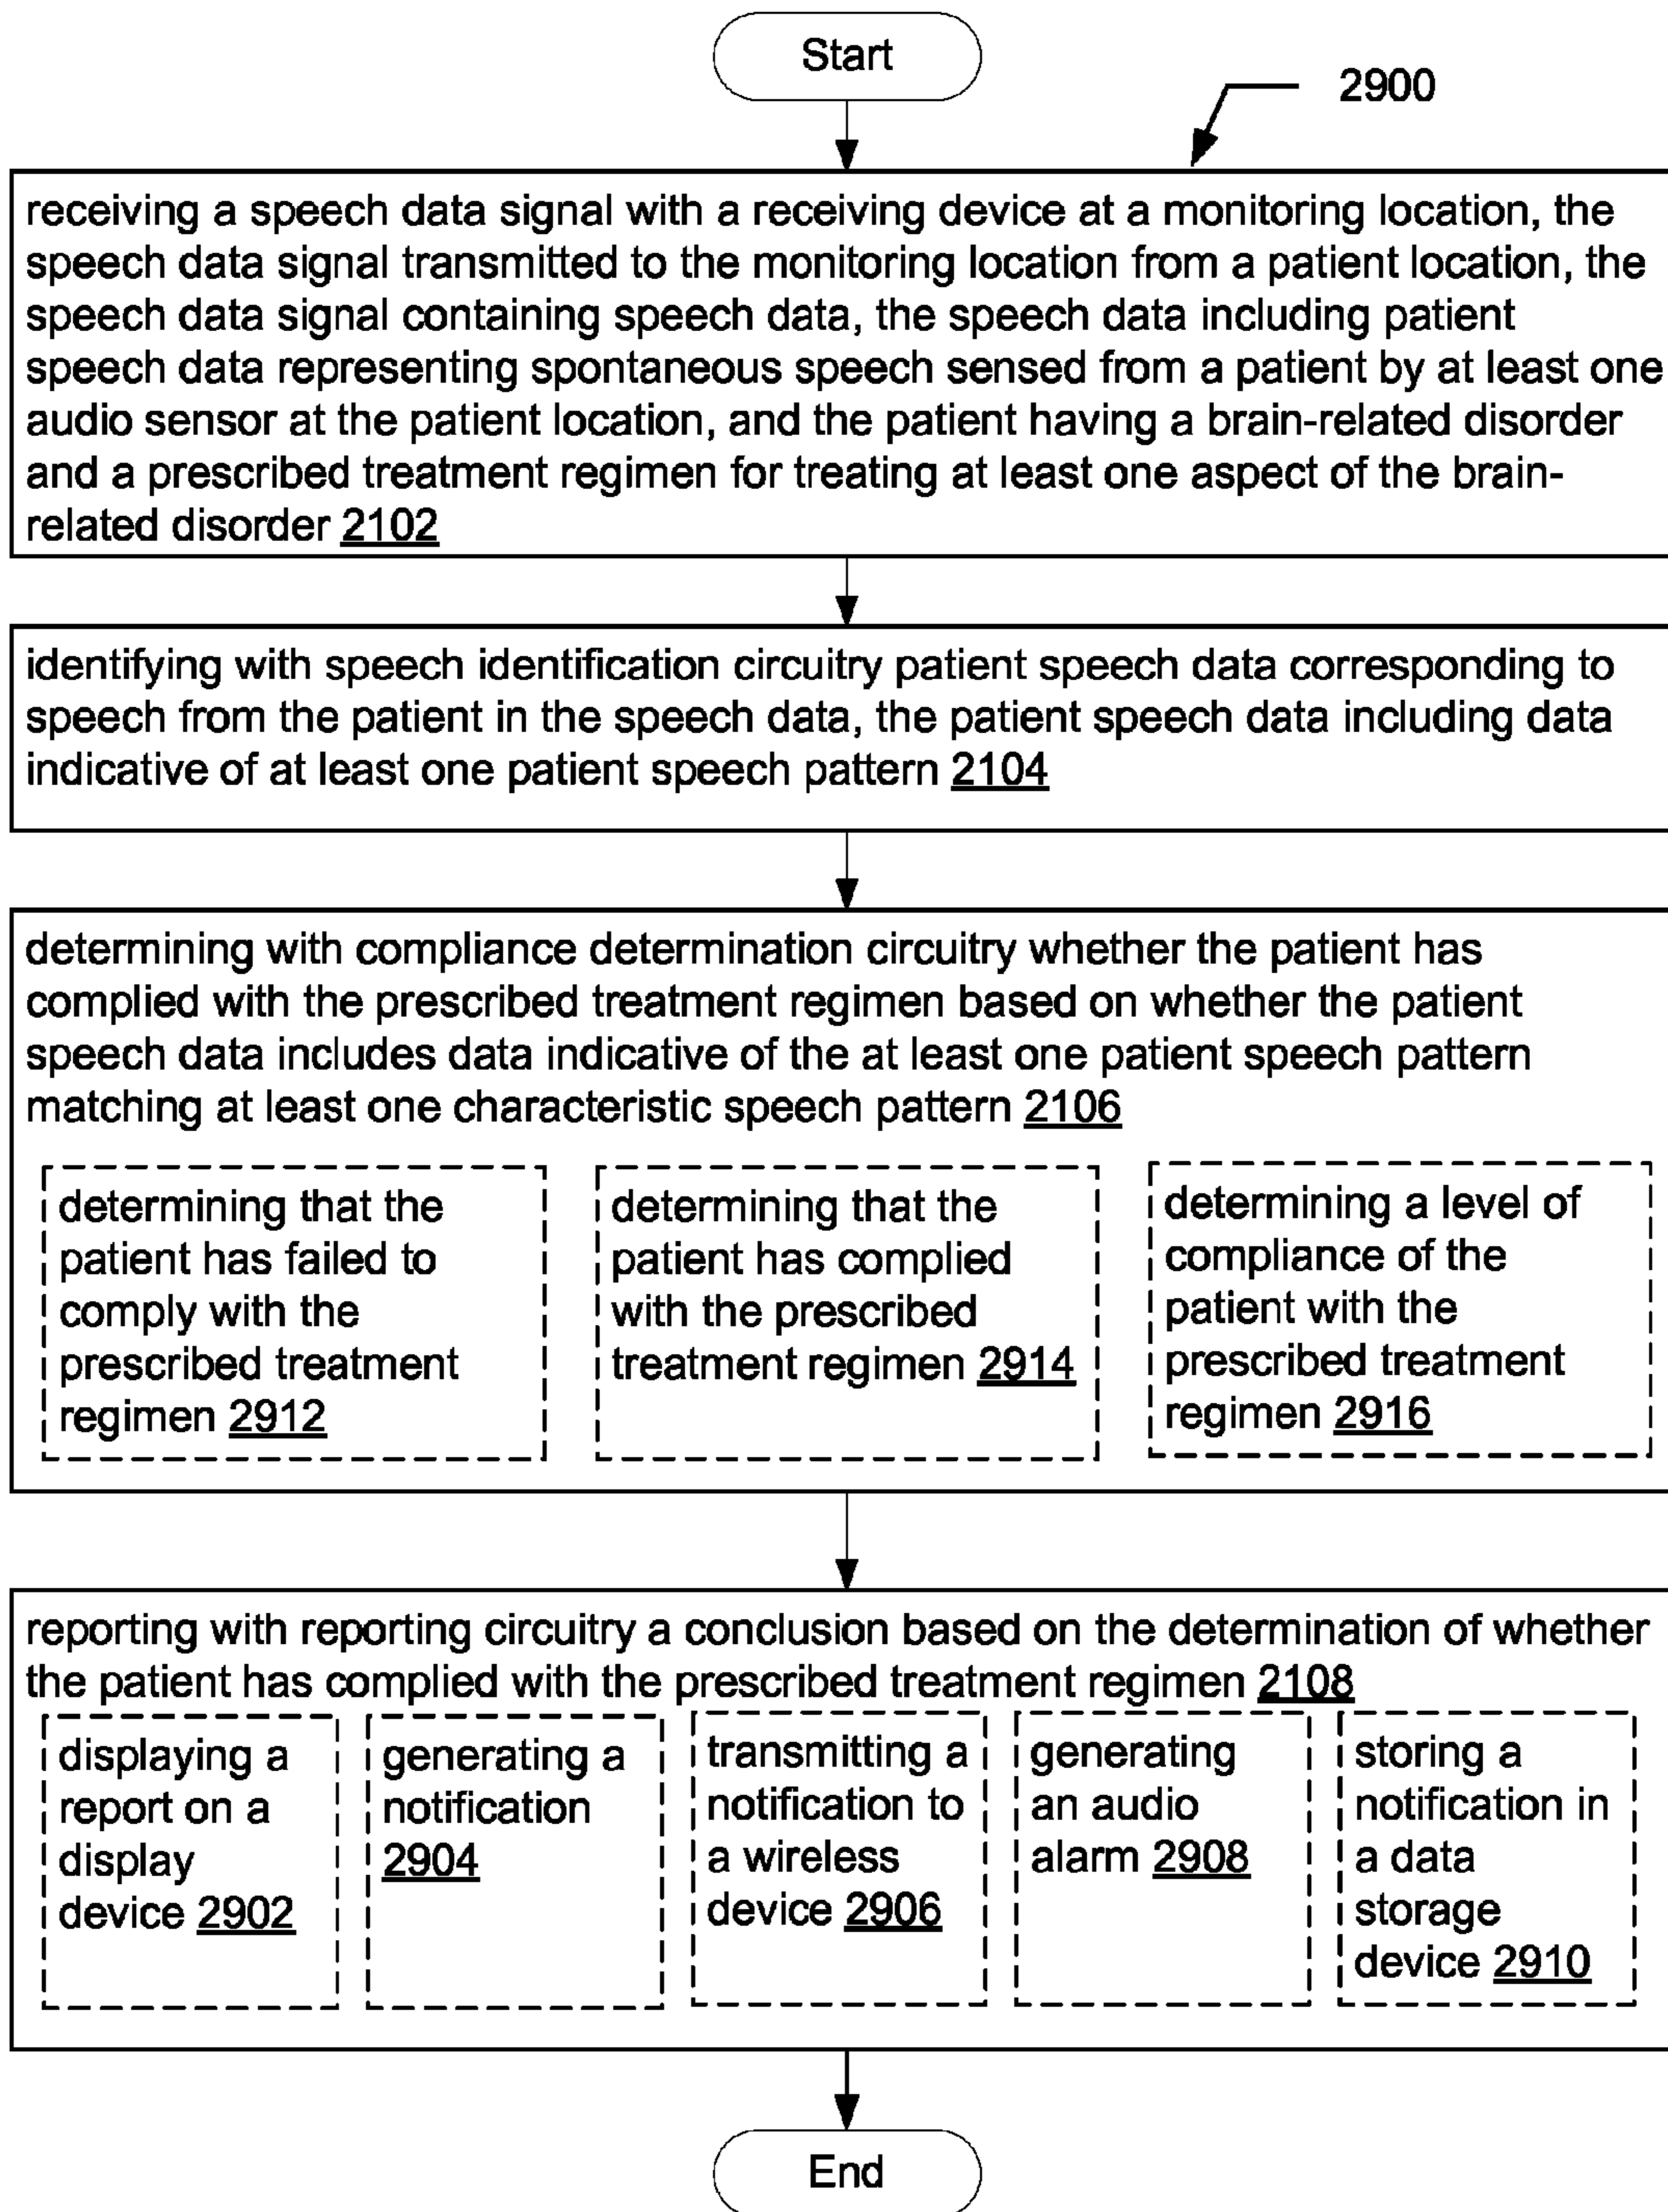 Start
2900
receiving a speech data signal with a receiving device at a monitoring location, the
speech data signal transmitted to the monitoring location from a patient location, the
speech data signal containing speech data, the speech data including patient
speech data representing spontaneous speech sensed from a patient by at least one
audio sensor at the patient location, and the patient having a brain-related disorder
and a prescribed treatment regimen for treating at least one aspect of the brain-
related disorder 2102
identifying with speech identification circuitry patient speech data corresponding to
speech from the patient in the speech data, the patient speech data including data
indicative of at least one patient speech pattern 2104
determining with compliance determination circuitry whether the patient has
complied with the prescribed treatment regimen based on whether the patient
speech data includes data indicative of the at least one patient speech pattern
matching at least one characteristic speech pattern 2106
determining that the
patient has failed to
comply with the
prescribed treatment
regimen 2912
determining that the
patient has complied
with the prescribed
treatment regimen 2914
determining a level of
compliance of the
patient with the
prescribed treatment
regimen 2916
reporting with reporting circuitry a conclusion based on the determination of whether
the patient has complied with the prescribed treatment regimen 2108
displaying a
report on a
display
device 2902
generating a
notification
2904
transmitting a
notification to
a wireless
device 2906
generating
an audio
alarm 2908
storing a
notification in
a data
storage
device 2910
End